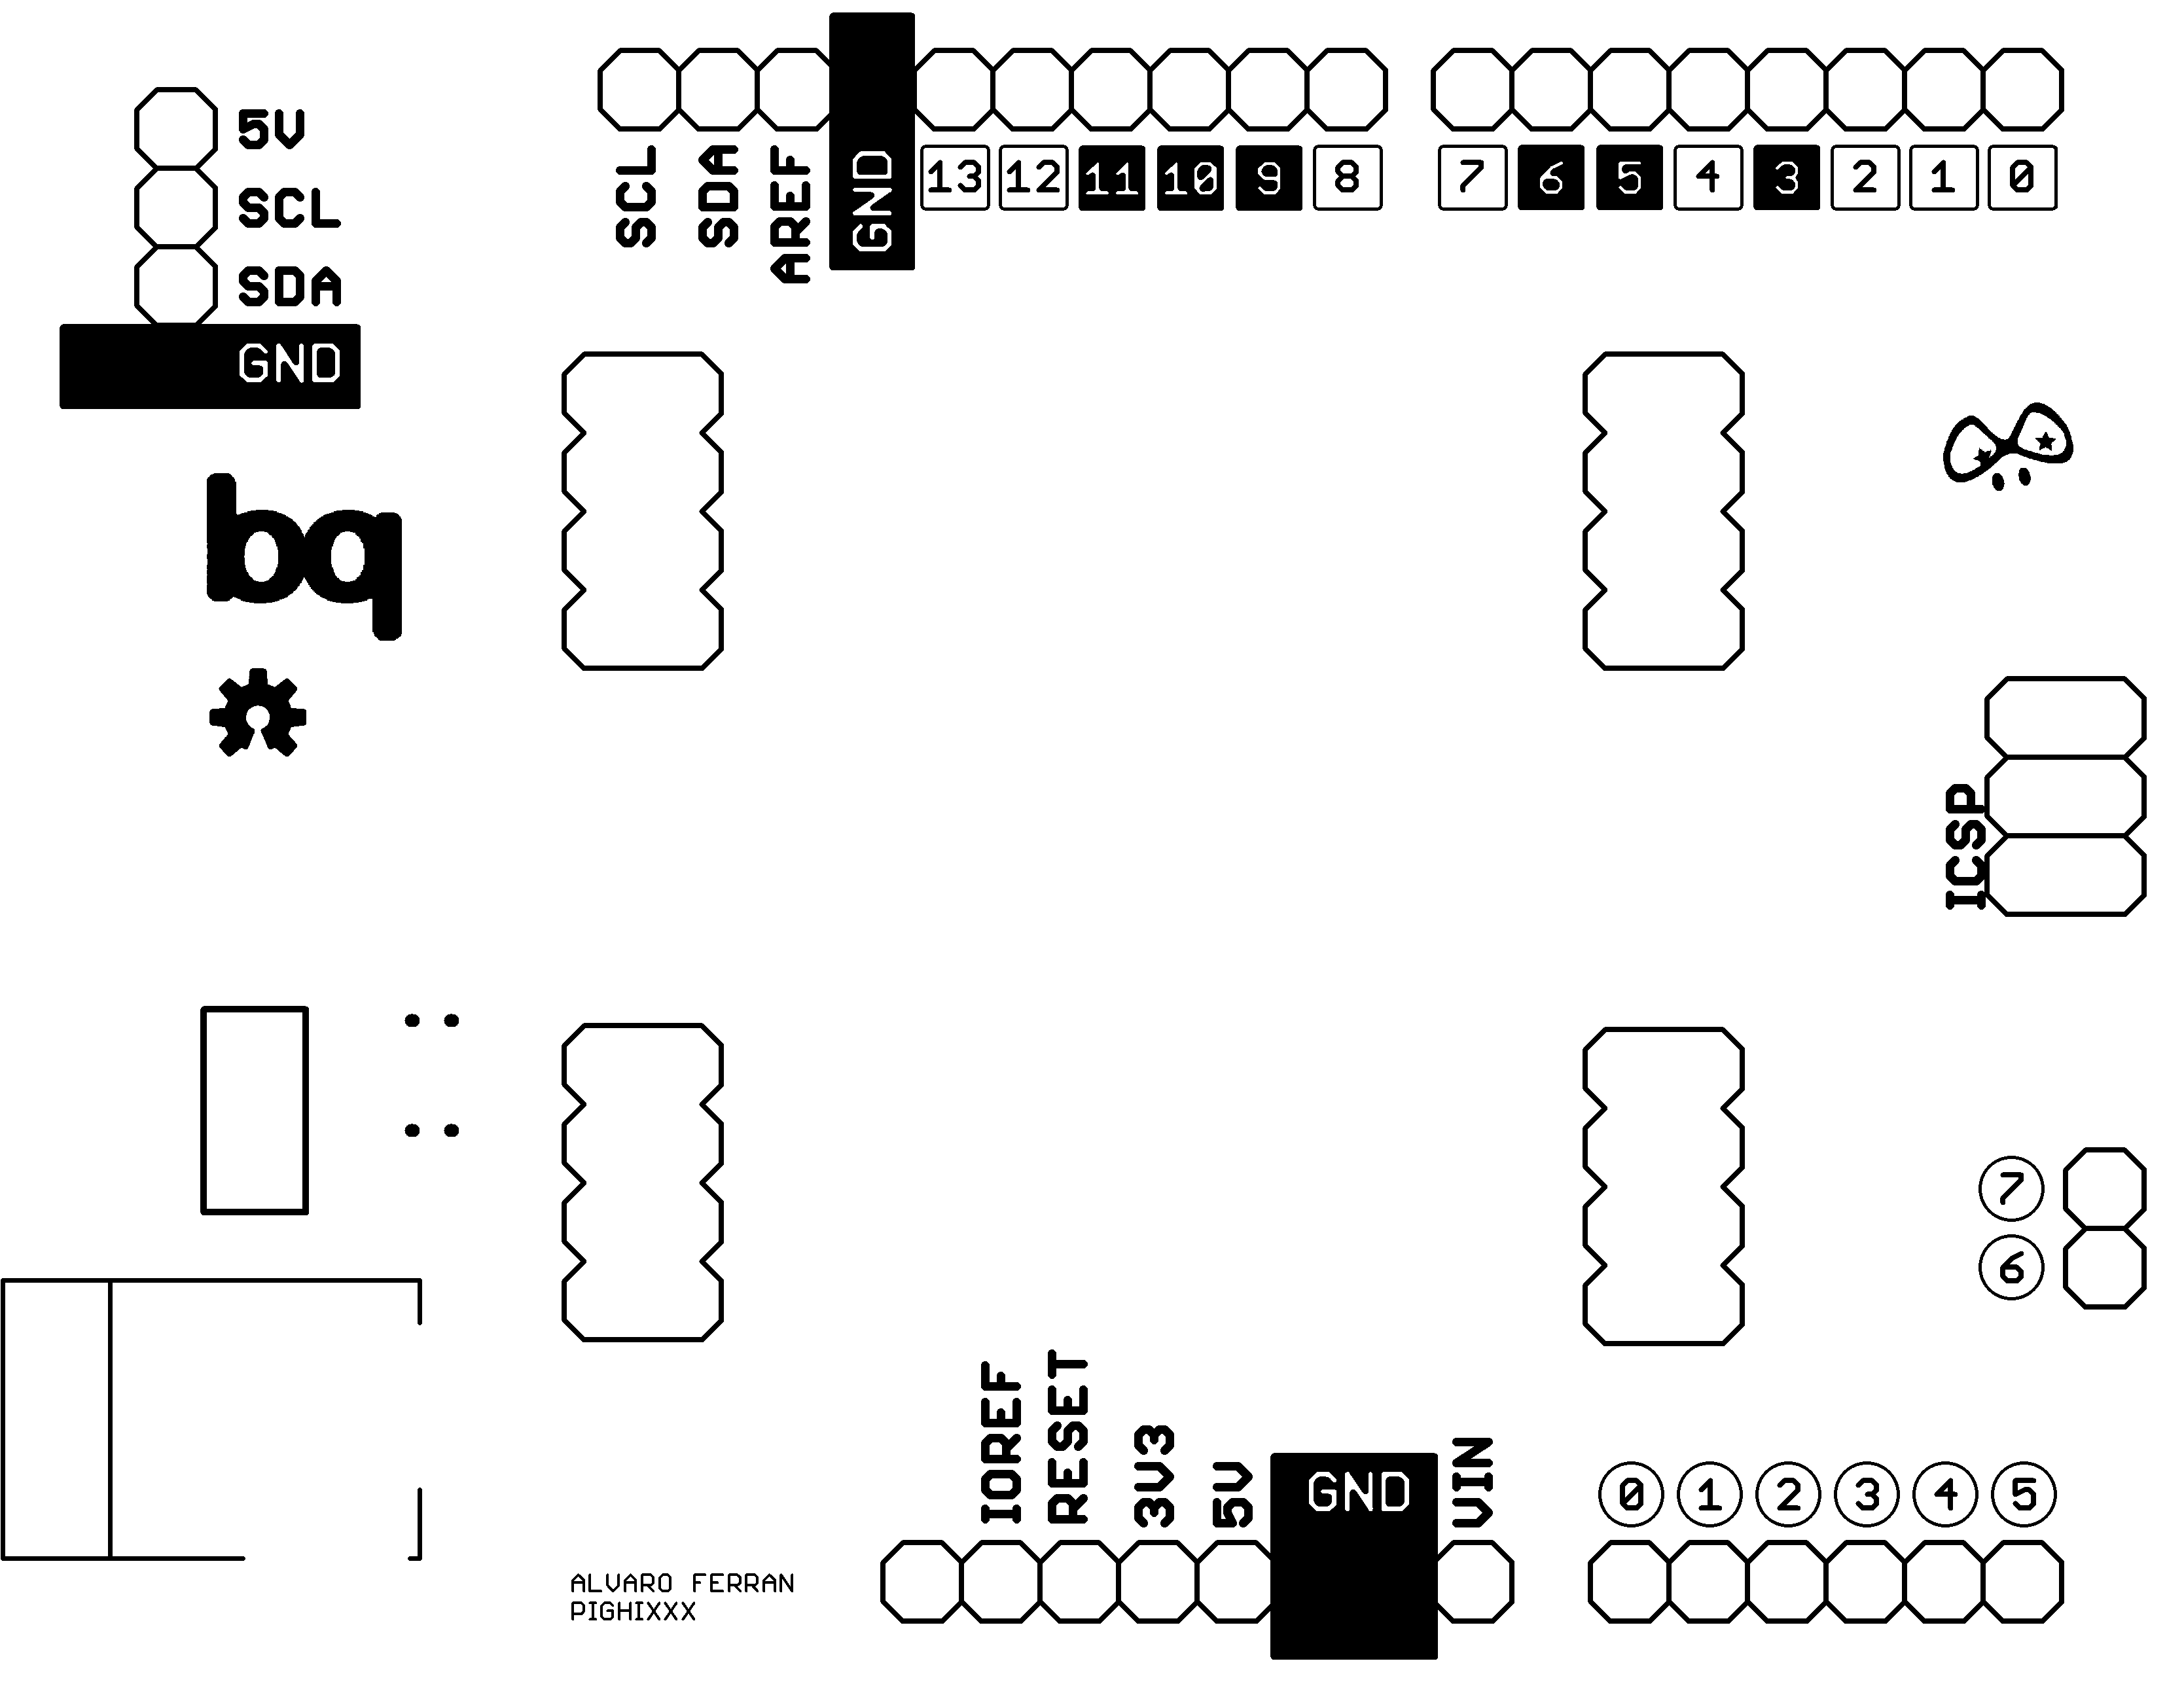 5V
SCL
SDA
GND
SCL SDA AREF GND
13 12 11 10 9 8 7 6 5 4 3 2 1 0
bq
ICSP
7
6
IOREF RESET 3V3 5V GND VIN
0 1 2 3 4 5
ALVARO FERRAN
PIGHIXXX